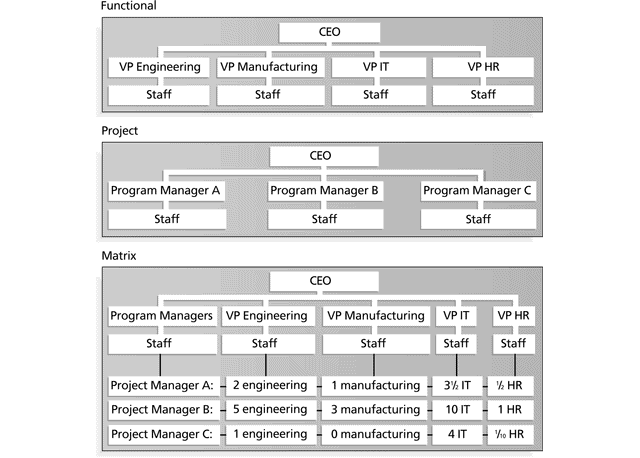 Functional
CEO
VP Engineering VP Manufacturing VP IT VP HR
Staff Staff Staff Staff
Project
CEO
Program Manager A Program Manager B Program Manager C
Staff Staff Staff
Matrix
CEO
Program Managers VP Engineering VP Manufacturing VP IT VP HR
Staff Staff Staff Staff Staff
Project Manager A: 2 engineering 1 manufacturing 3½ IT ½ HR
Project Manager B: 5 engineering 3 manufacturing 10 IT 1 HR
Project Manager C: 1 engineering 0 manufacturing 4 IT 1/10 HR